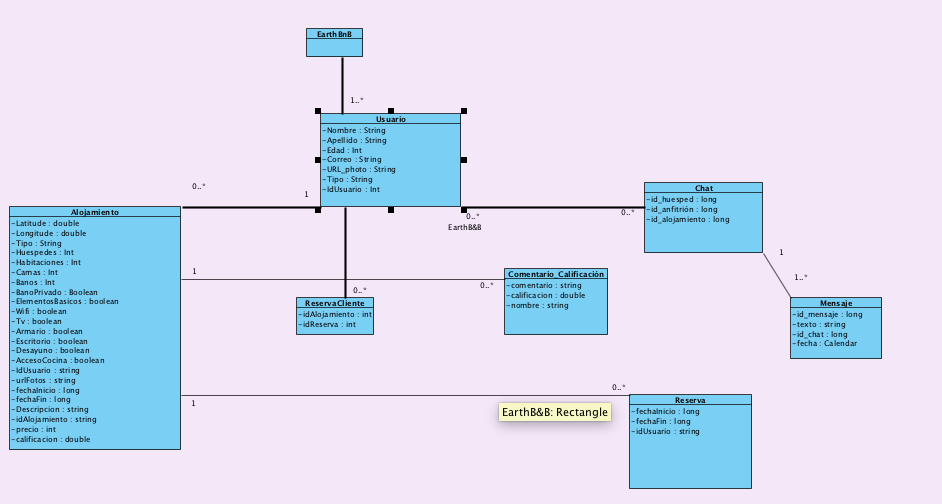 EarthBnB
1..*
Usuario
-Nombre : String
-Apellido : String
-Edad : Int
-Correo : String
-URL_photo : String
-Tipo : String
-IdUsuario : Int
0..*
1
0..*
EarthB&B
0..*
Chat
-id_huesped : long
-id_anfitrión : long
-id_alojamiento : long
1
1..*
Alojamiento
-Latitude : double
-Longitude : double
-Tipo : String
-Huespedes : Int
-Habitaciones : Int
-Camas : Int
-Banos : Int
-BanoPrivado : Boolean
-ElementosBasicos : boolean
-Wifi : boolean
-Tv : boolean
-Armario : boolean
-Escritorio : boolean
-Desayuno : boolean
-AccesoCocina : boolean
-IdUsuario : string
-urlFotos : string
-fechaInicio : long
-fechaFin : long
-Descripcion : string
-idAlojamiento : string
-precio : int
-calificacion : double
1
0..*
Comentario_Calificación
-comentario : string
-calificacion : double
-nombre : string
0..*
ReservaCliente
-idAlojamiento : int
-idReserva : int
Mensaje
-id_mensaje : long
-texto : string
-id_chat : long
-fecha : Calendar
1
0..*
EarthB&B: Rectangle
Reserva
-fechaInicio : long
-fechaFin : long
-idUsuario : string